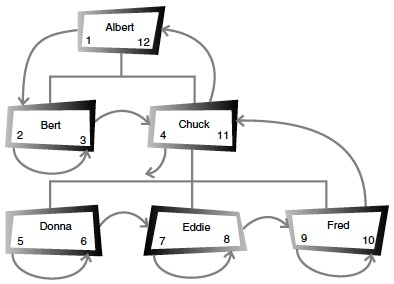 Albert
1 12
Bert
2 3
Chuck
4 11
Donna
5 6
Eddie
7 8
Fred
9 10